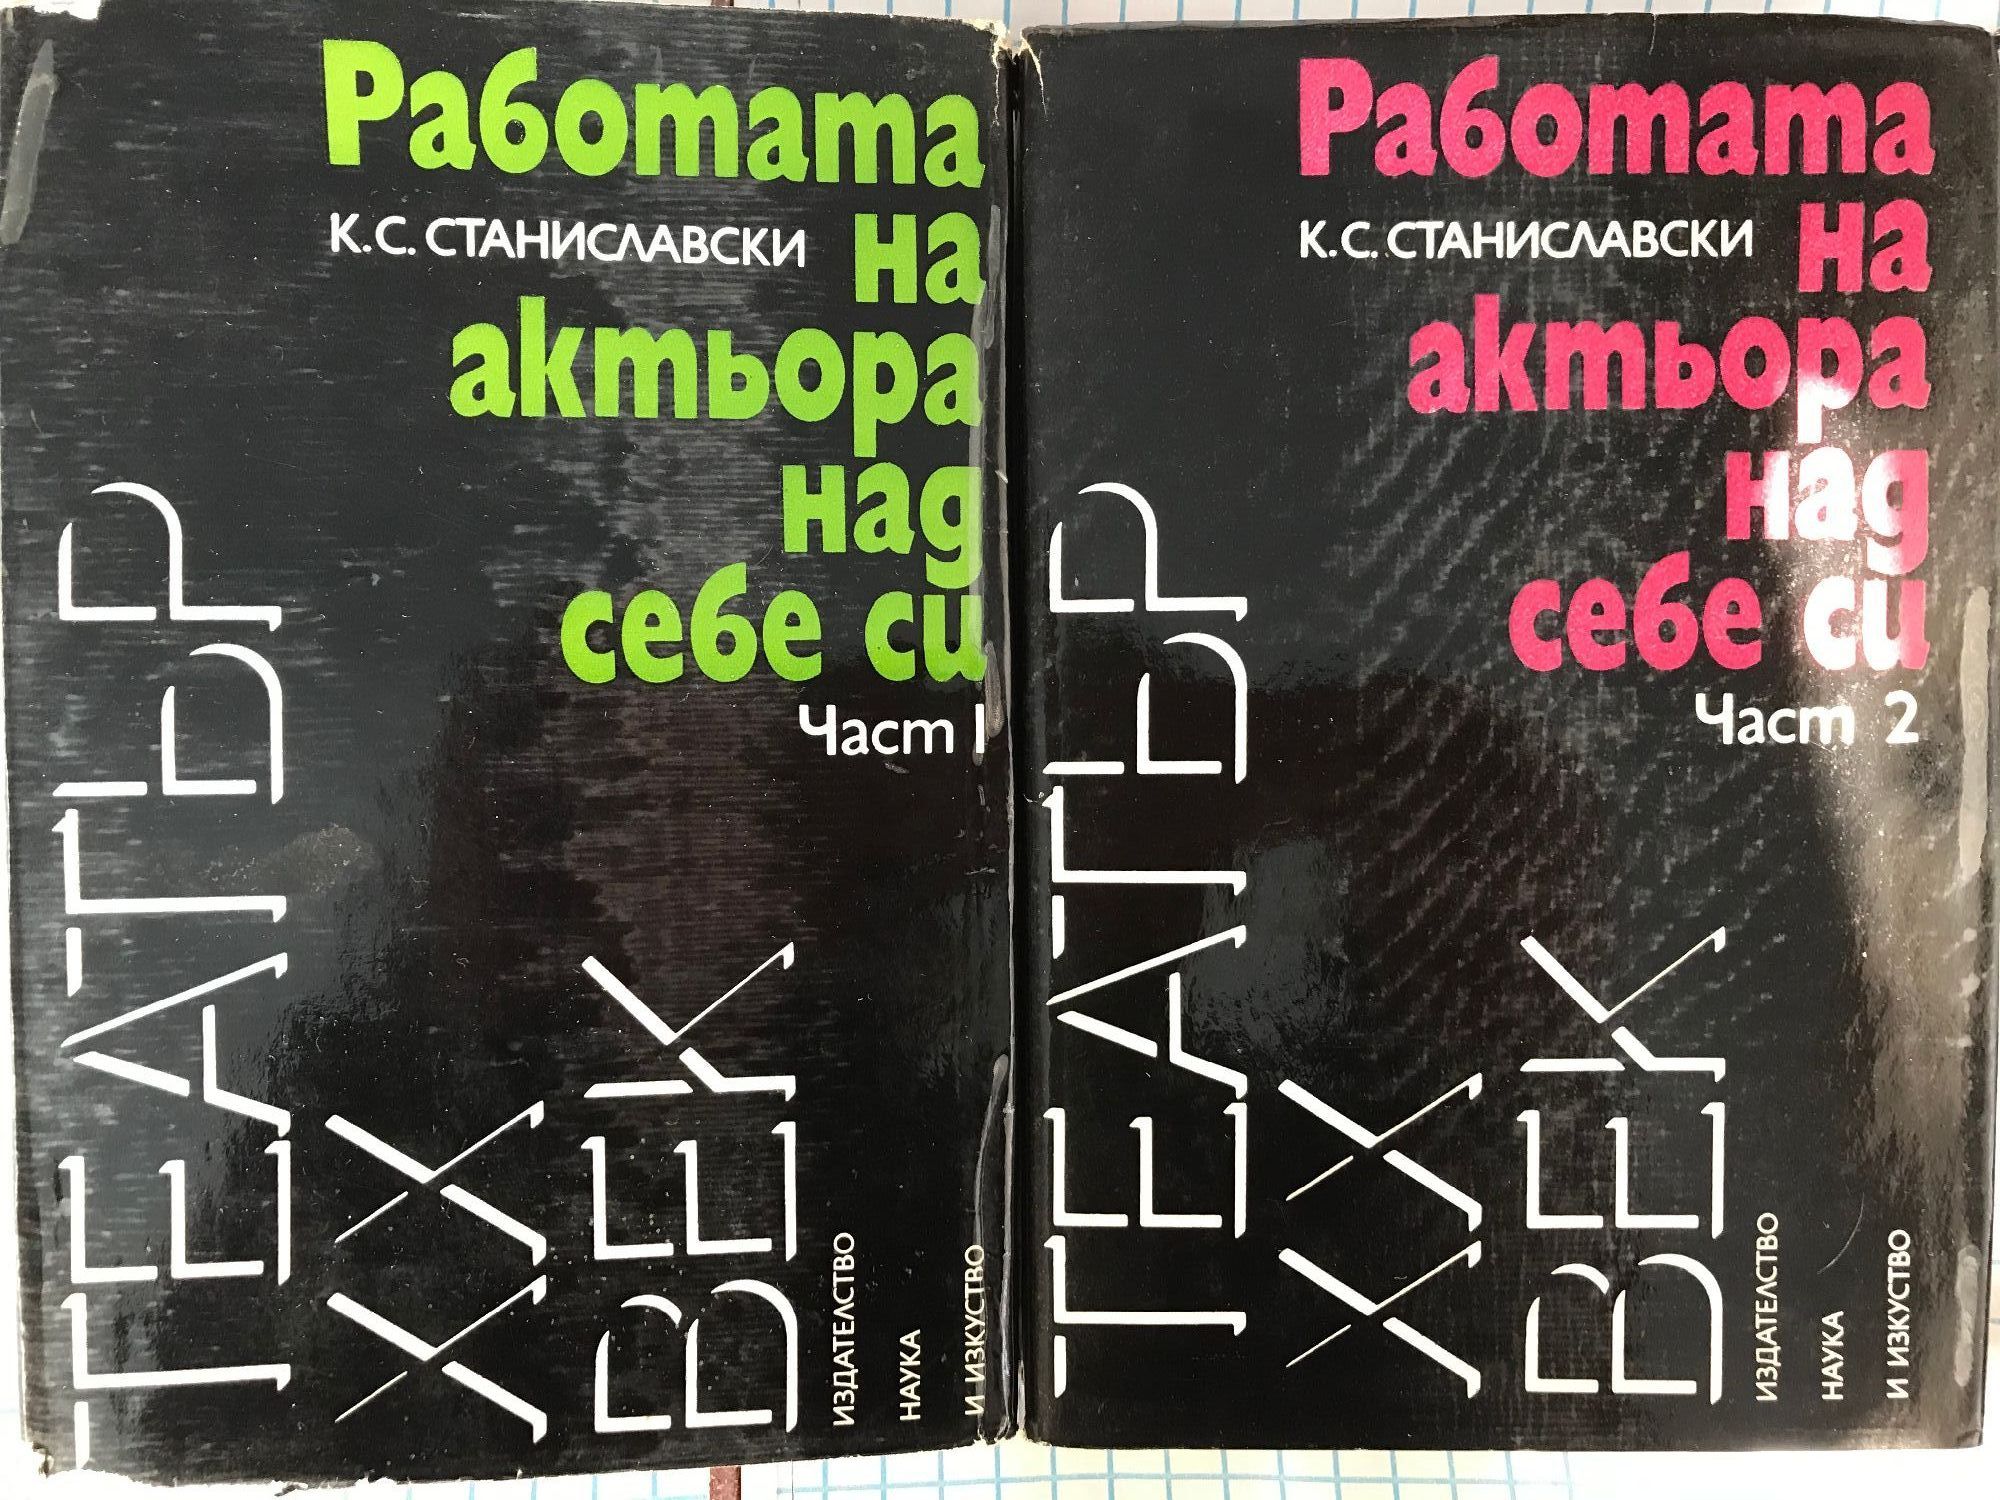 Работата
К.С. СТАНИСЛАВСКИ
на
актьора
над
себе си
Част 1
ТЕАТЪР
XX
ВЕК
ИЗДАТЕЛСТВО
НАУКА
И ИЗКУСТВО
Работата
К.С. СТАНИСЛАВСКИ
на
актьора
над
себе си
Част 2
ТЕАТЪР
XX
ВЕК
ИЗДАТЕЛСТВО
НАУКА
И ИЗКУСТВО